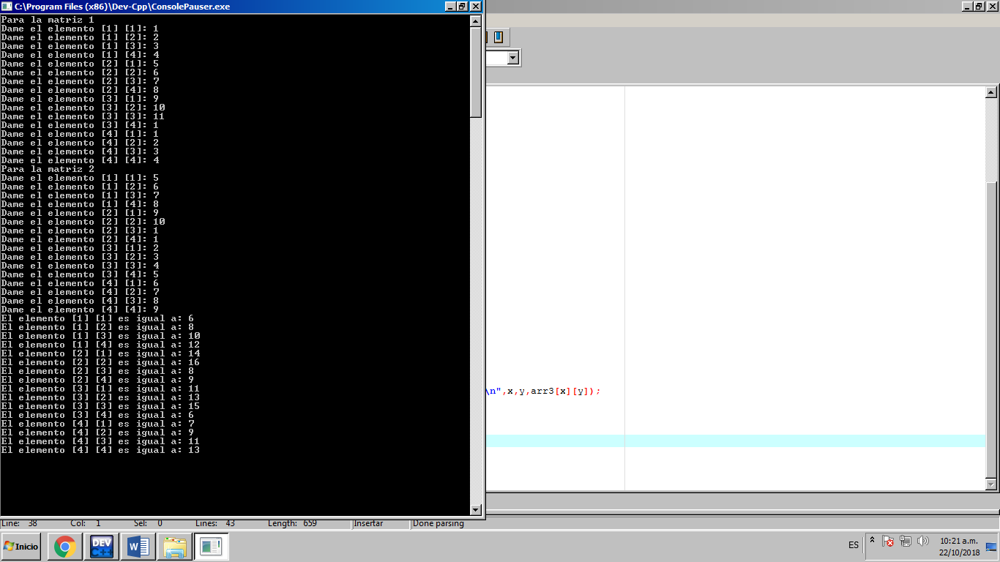 C:\Program Files (x86)\Dev-Cpp\ConsolePauser.exe
Para la matriz 1
Dame el elemento [1] [1]: 1
Dame el elemento [1] [2]: 2
Dame el elemento [1] [3]: 3
Dame el elemento [1] [4]: 4
Dame el elemento [2] [1]: 5
Dame el elemento [2] [2]: 6
Dame el elemento [2] [3]: 7
Dame el elemento [2] [4]: 8
Dame el elemento [3] [1]: 9
Dame el elemento [3] [2]: 10
Dame el elemento [3] [3]: 11
Dame el elemento [3] [4]: 1
Dame el elemento [4] [1]: 1
Dame el elemento [4] [2]: 2
Dame el elemento [4] [3]: 3
Dame el elemento [4] [4]: 4
Para la matriz 2
Dame el elemento [1] [1]: 5
Dame el elemento [1] [2]: 6
Dame el elemento [1] [3]: 7
Dame el elemento [1] [4]: 8
Dame el elemento [2] [1]: 9
Dame el elemento [2] [2]: 10
Dame el elemento [2] [3]: 1
Dame el elemento [2] [4]: 1
Dame el elemento [3] [1]: 2
Dame el elemento [3] [2]: 3
Dame el elemento [3] [3]: 4
Dame el elemento [3] [4]: 5
Dame el elemento [4] [1]: 6
Dame el elemento [4] [2]: 7
Dame el elemento [4] [3]: 8
Dame el elemento [4] [4]: 9
El elemento [1] [1] es igual a: 6
El elemento [1] [2] es igual a: 8
El elemento [1] [3] es igual a: 10
El elemento [1] [4] es igual a: 12
El elemento [2] [1] es igual a: 14
El elemento [2] [2] es igual a: 16
El elemento [2] [3] es igual a: 8
El elemento [2] [4] es igual a: 9
El elemento [3] [1] es igual a: 11
El elemento [3] [2] es igual a: 13
El elemento [3] [3] es igual a: 15
El elemento [3] [4] es igual a: 6
El elemento [4] [1] es igual a: 7
El elemento [4] [2] es igual a: 9
El elemento [4] [3] es igual a: 11
El elemento [4] [4] es igual a: 13
\n",x,y,arr3[x][y]);
Line: 38 Col: 1 Sel: 0 Lines: 43 Length: 659 Insertar Done parsing
Inicio DEV C++ W ES 10:21 a.m.
22/10/2018